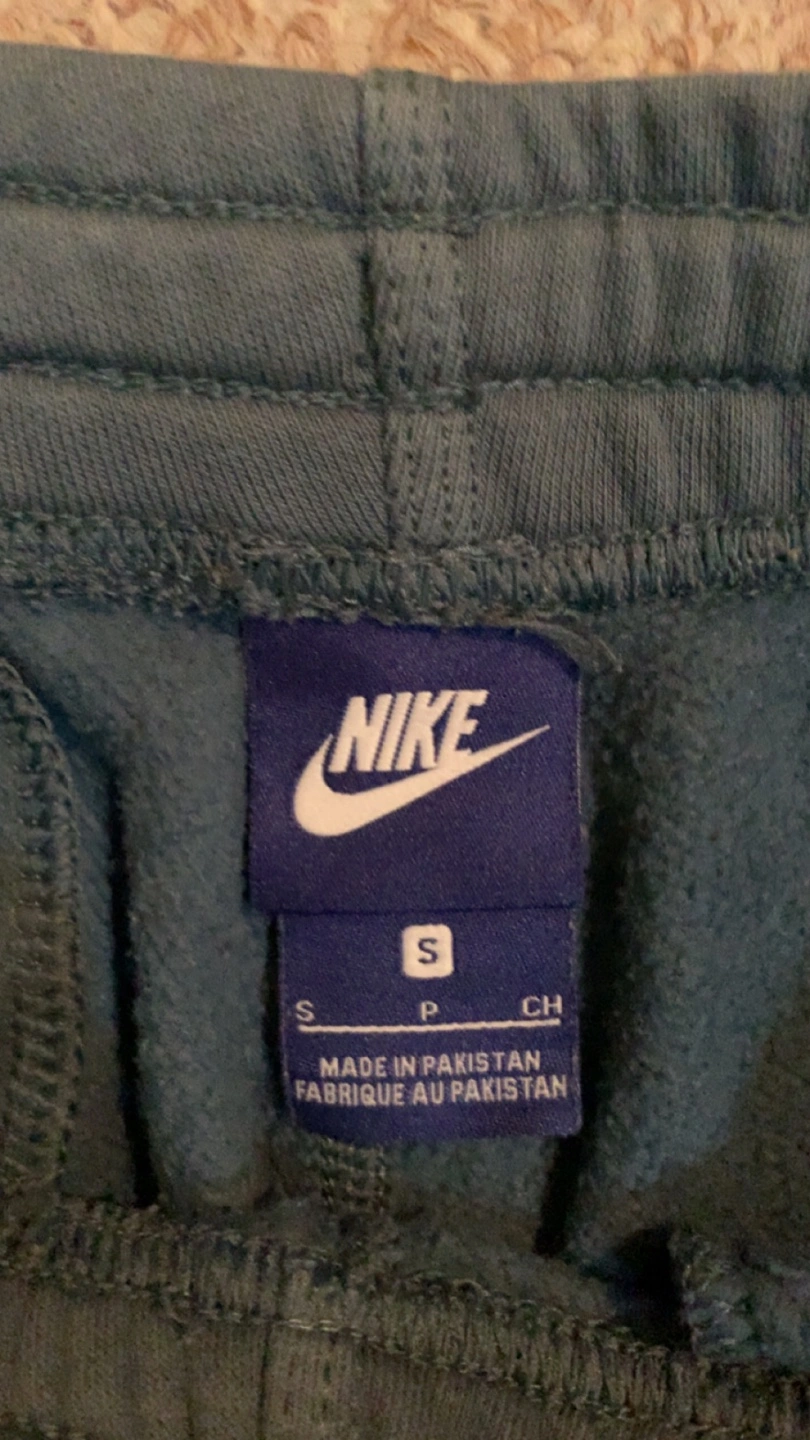 NIKE
S
S P CH
MADE IN PAKISTAN
FABRIQUE AU PAKISTAN